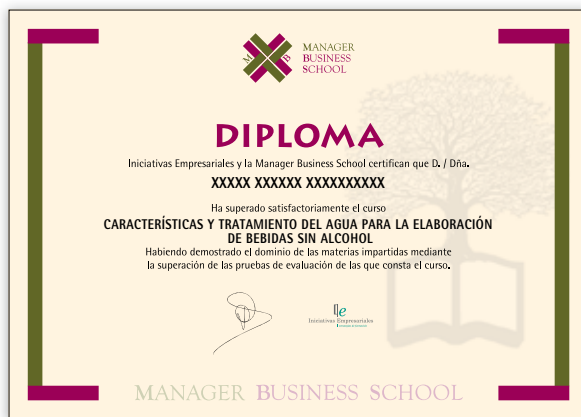 M B
MANAGER
BUSINESS
SCHOOL
DIPLOMA
Iniciativas Empresariales y la Manager Business School certifican que D. / Dña.
XXXXX XXXXXX XXXXXXXXXX
Ha superado satisfactoriamente el curso
CARACTERÍSTICAS Y TRATAMIENTO DEL AGUA PARA LA ELABORACIÓN
DE BEBIDAS SIN ALCOHOL
Habiendo demostrado el dominio de las materias impartidas mediante
la superación de las pruebas de evaluación de las que consta el curso.
Ie
Iniciativas Empresariales
MANAGER BUSINESS SCHOOL